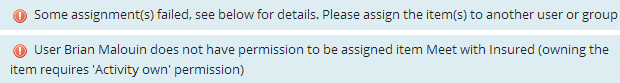 Some assignment(s) failed, see below for details. Please assign the item(s) to another user or group
User Brian Malouin does not have permission to be assigned item Meet with Insured (owning the
item requires 'Activity own' permission)